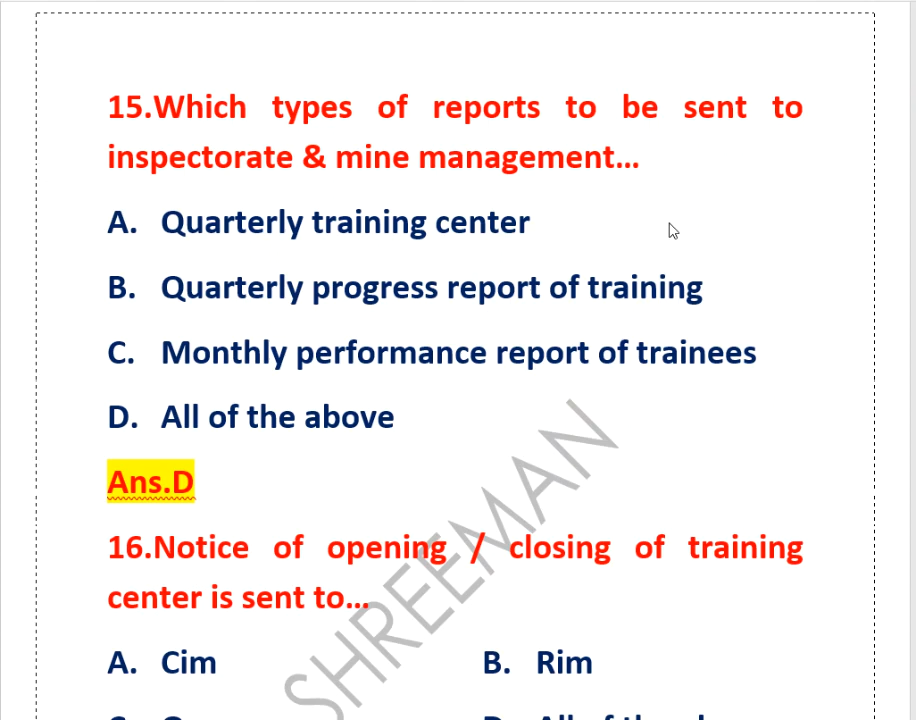 15.Which types of reports to be sent to
inspectorate & mine management...
A. Quarterly training center
B. Quarterly progress report of training
C. Monthly performance report of trainees
D. All of the above
Ans.D
16.Notice of opening / closing of training
center is sent to...
A. Cim B. Rim
SHREEMAN